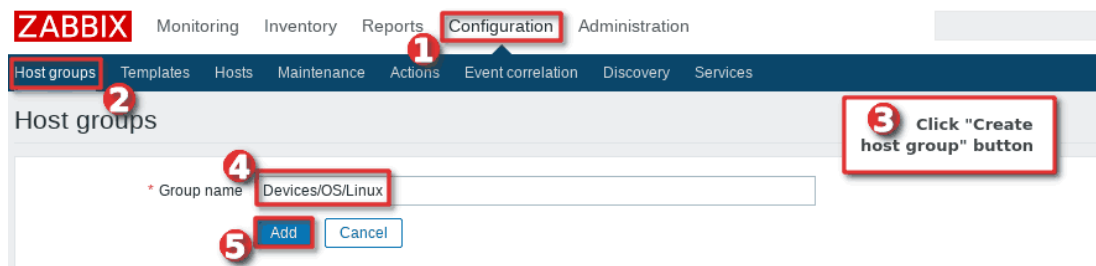 ZABBIX Monitoring Inventory Reports Configuration Administration
1
Host groups Templates Hosts Maintenance Actions Event correlation Discovery Services
2
Host groups
3 Click "Create
host group" button
4
* Group name Devices/OS/Linux
5 Add Cancel